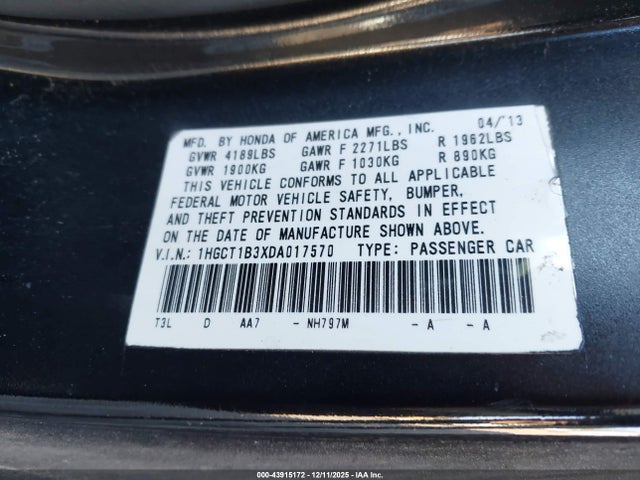 04/'13
MFD. BY HONDA OF AMERICA MFG., INC.
GVWR 4189LBS GAWR F 2271LBS R 1962LBS
GVWR 1900KG GAWR F 1030KG R 890KG
THIS VEHICLE CONFORMS TO ALL APPLICABLE
FEDERAL MOTOR VEHICLE SAFETY, BUMPER,
AND THEFT PREVENTION STANDARDS IN EFFECT
ON THE DATE OF MANUFACTURE SHOWN ABOVE.
V.I.N.: 1HGCT1B3XDA017570 TYPE: PASSENGER CAR
T3L D AA7 - NH797M - A - A
000-43915172 - 12/11/2025 - IAA Inc.